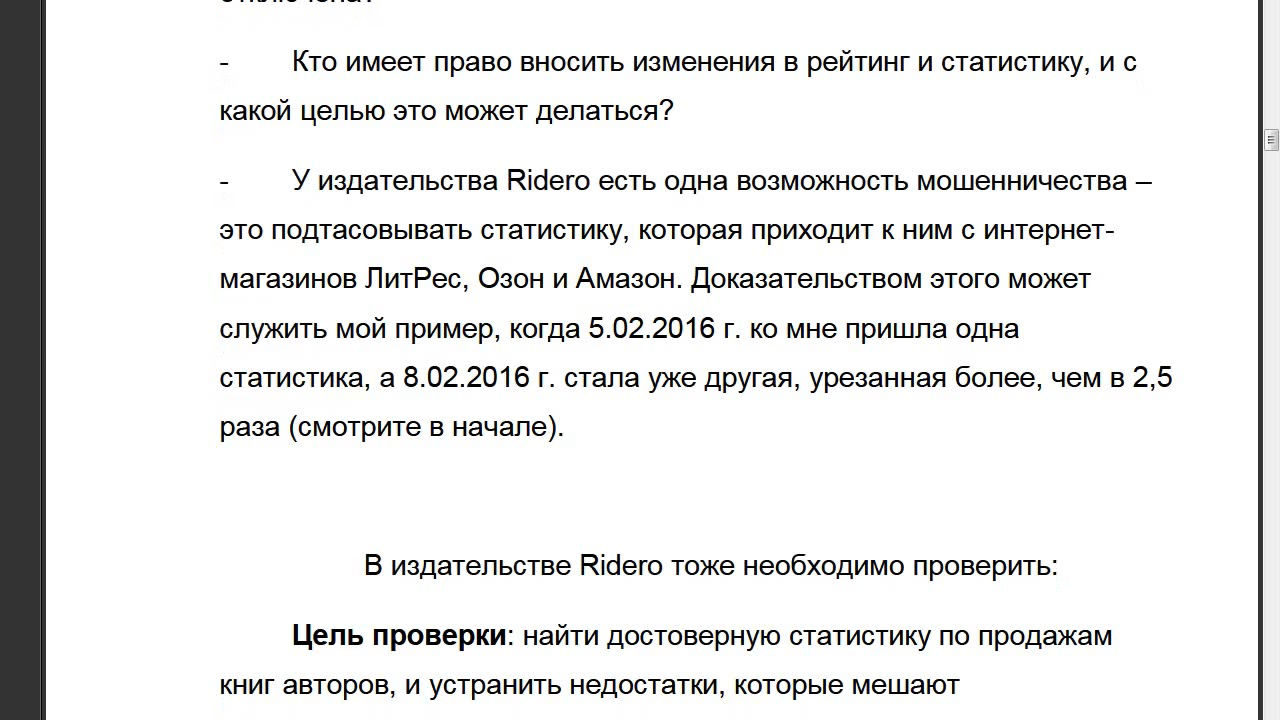 отключена?
- Кто имеет право вносить изменения в рейтинг и статистику, и с
какой целью это может делаться?
- У издательства Ridero есть одна возможность мошенничества –
это подтасовывать статистику, которая приходит к ним с интернет-
магазинов ЛитРес, Озон и Амазон. Доказательством этого может
служить мой пример, когда 5.02.2016 г. ко мне пришла одна
статистика, а 8.02.2016 г. стала уже другая, урезанная более, чем в 2,5
раза (смотрите в начале).
В издательстве Ridero тоже необходимо проверить:
Цель проверки: найти достоверную статистику по продажам
книг авторов, и устранить недостатки, которые мешают